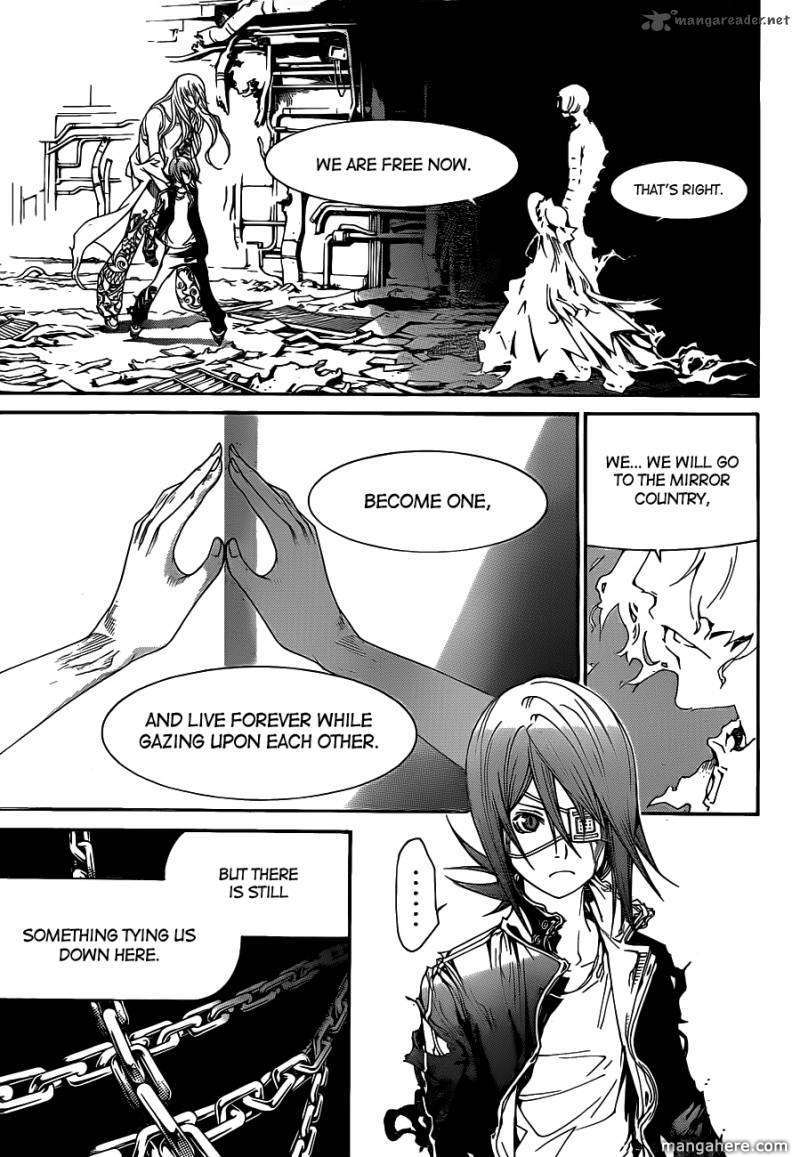 mangareader.net
THAT'S RIGHT.
WE ARE FREE NOW.
WE... WE WILL GO
TO THE MIRROR
COUNTRY,
BECOME ONE,
AND LIVE FOREVER WHILE
GAZING UPON EACH OTHER.
......
BUT THERE
IS STILL
SOMETHING TYING US
DOWN HERE.
mangahere.com